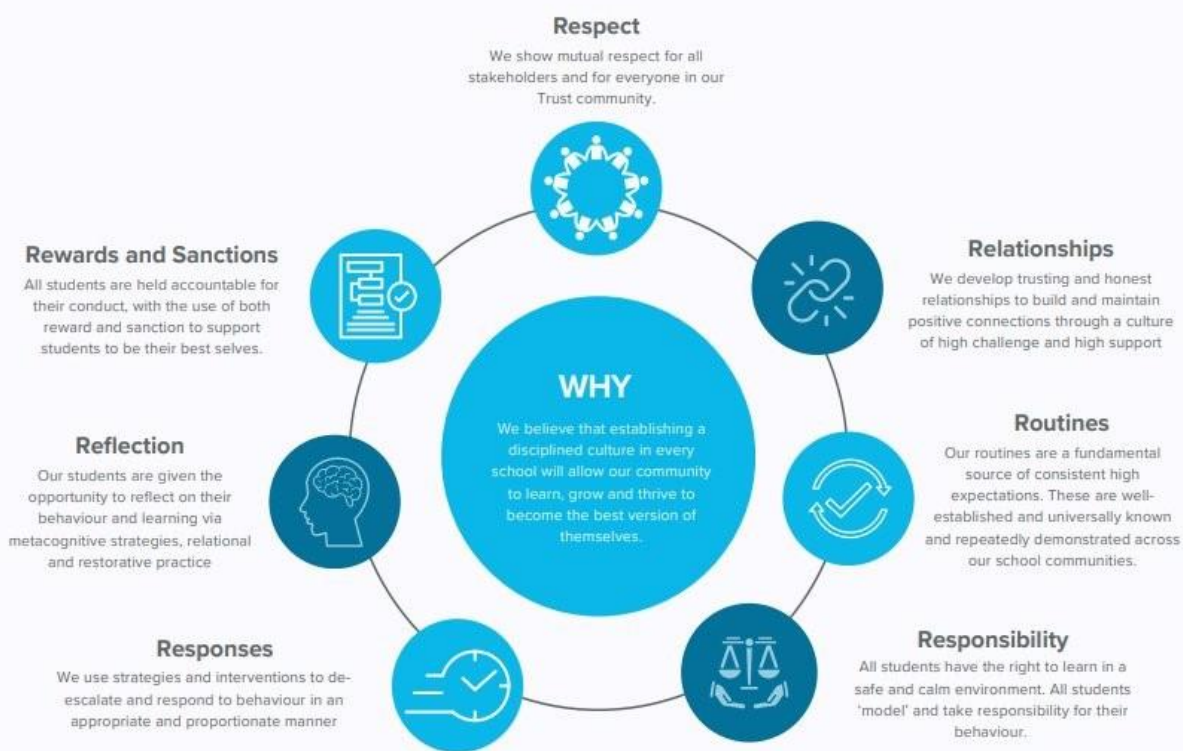 Respect
We show mutual respect for all
stakeholders and for everyone in our
Trust community.
Relationships
We develop trusting and honest
relationships to build and maintain
positive connections through a culture
of high challenge and high support
Routines
Our routines are a fundamental
source of consistent high
expectations. These are well-
established and universally known
and repeatedly demonstrated across
our school communities.
Responsibility
All students have the right to learn in a
safe and calm environment. All students
‘model’ and take responsibility for their
behaviour.
Responses
We use strategies and interventions to de-
escalate and respond to behaviour in an
appropriate and proportionate manner
Reflection
Our students are given the
opportunity to reflect on their
behaviour and learning via
metacognitive strategies, relational
and restorative practice
Rewards and Sanctions
All students are held accountable for
their conduct, with the use of both
reward and sanction to support
students to be their best selves.
WHY
We believe that establishing a
disciplined culture in every
school will allow our community
to learn, grow and thrive to
become the best version of
themselves.